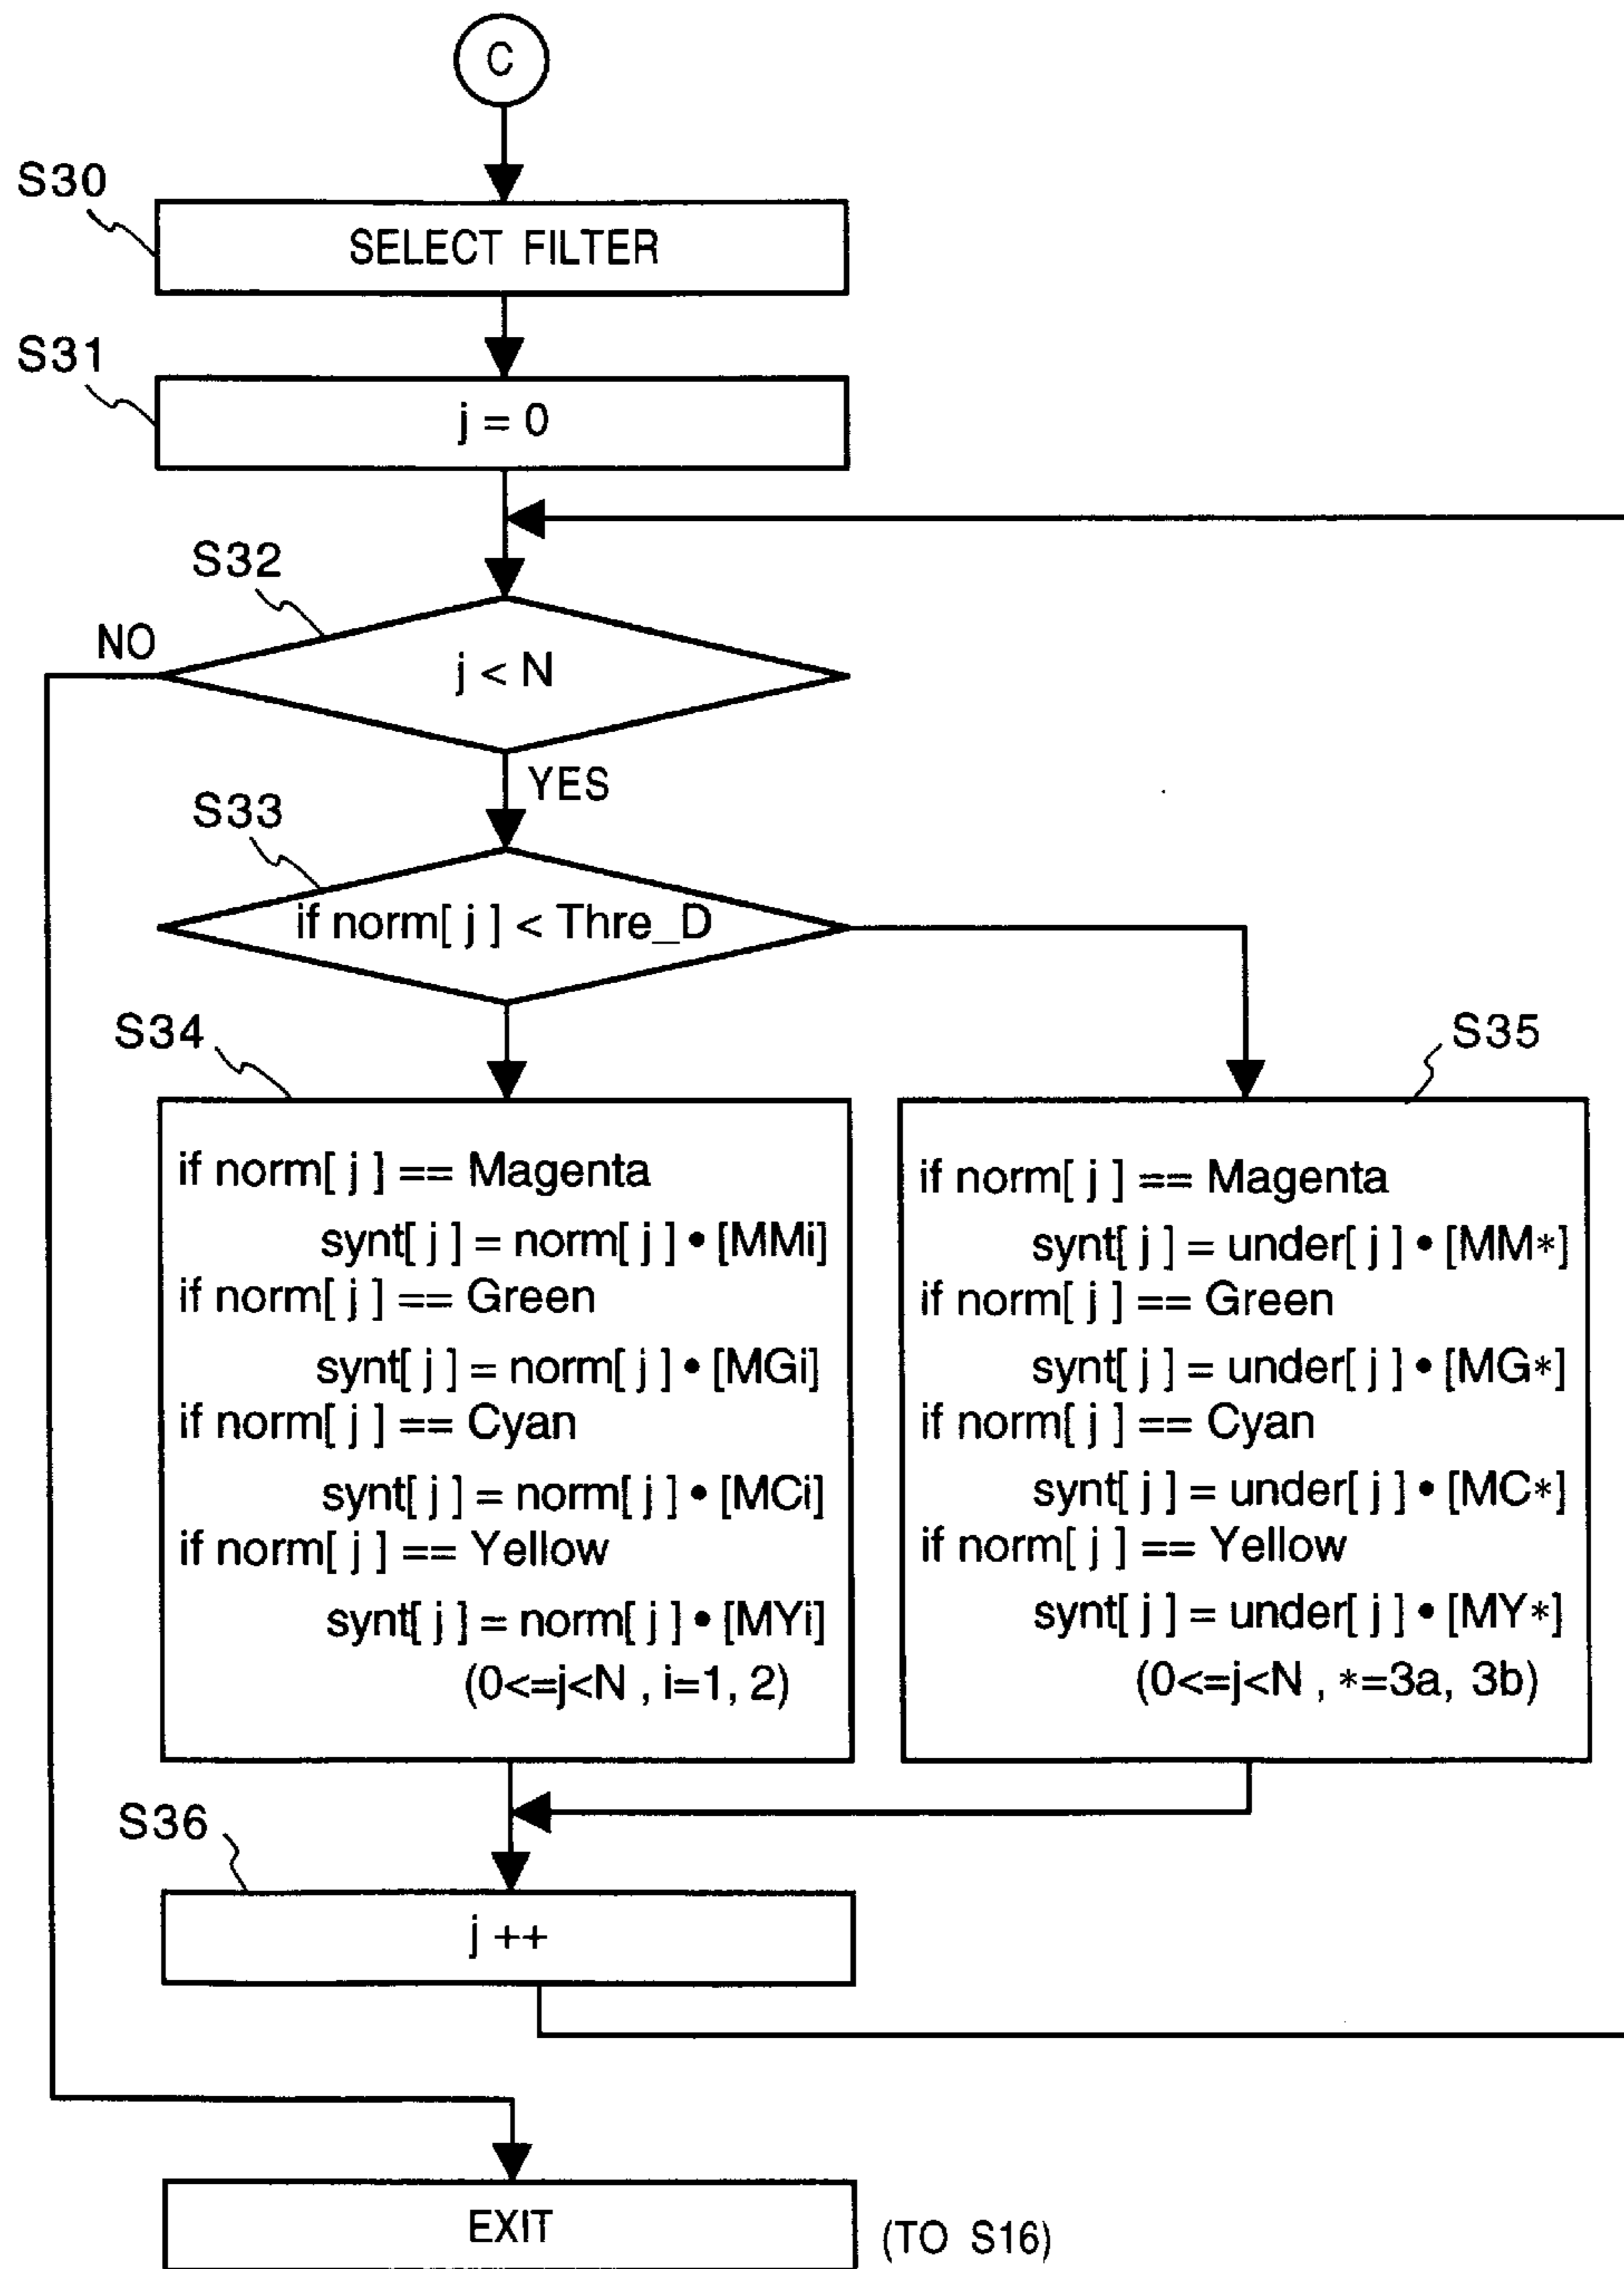 C
S30
SELECT FILTER
S31
j = 0
S32
NO
j < N
YES
S33
if norm[ j ] < Thre_D
S34
S35
if norm[ j ] == Magenta
synt[ j ] = norm[ j ] • [MMi]
if norm[ j ] == Green
synt[ j ] = norm[ j ] • [MGi]
if norm[ j ] == Cyan
synt[ j ] = norm[ j ] • [MCi]
if norm[ j ] == Yellow
synt[ j ] = norm[ j ] • [MYi]
(0<=j<N , i=1, 2)
if norm[ j ] == Magenta
synt[ j ] = under[ j ] • [MM*]
if norm[ j ] == Green
synt[ j ] = under[ j ] • [MG*]
if norm[ j ] == Cyan
synt[ j ] = under[ j ] • [MC*]
if norm[ j ] == Yellow
synt[ j ] = under[ j ] • [MY*]
(0<=j<N , *=3a, 3b)
S36
j ++
EXIT
(TO S16)